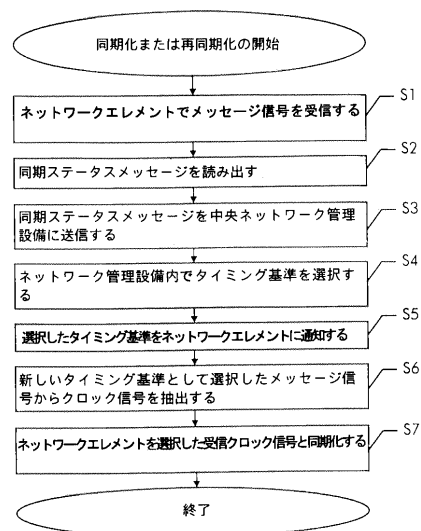 同期化または再同期化の開始
S1
ネットワークエレメントでメッセージ信号を受信する
S2
同期ステータスメッセージを読み出す
S3
同期ステータスメッセージを中央ネットワーク管理
設備に送信する
S4
ネットワーク管理設備内でタイミング基準を選択す
る
S5
選択したタイミング基準をネットワークエレメントに通知する
S6
新しいタイミング基準として選択したメッセージ信
号からクロック信号を抽出する
S7
ネットワークエレメントを選択した受信クロック信号と同期化する
終了